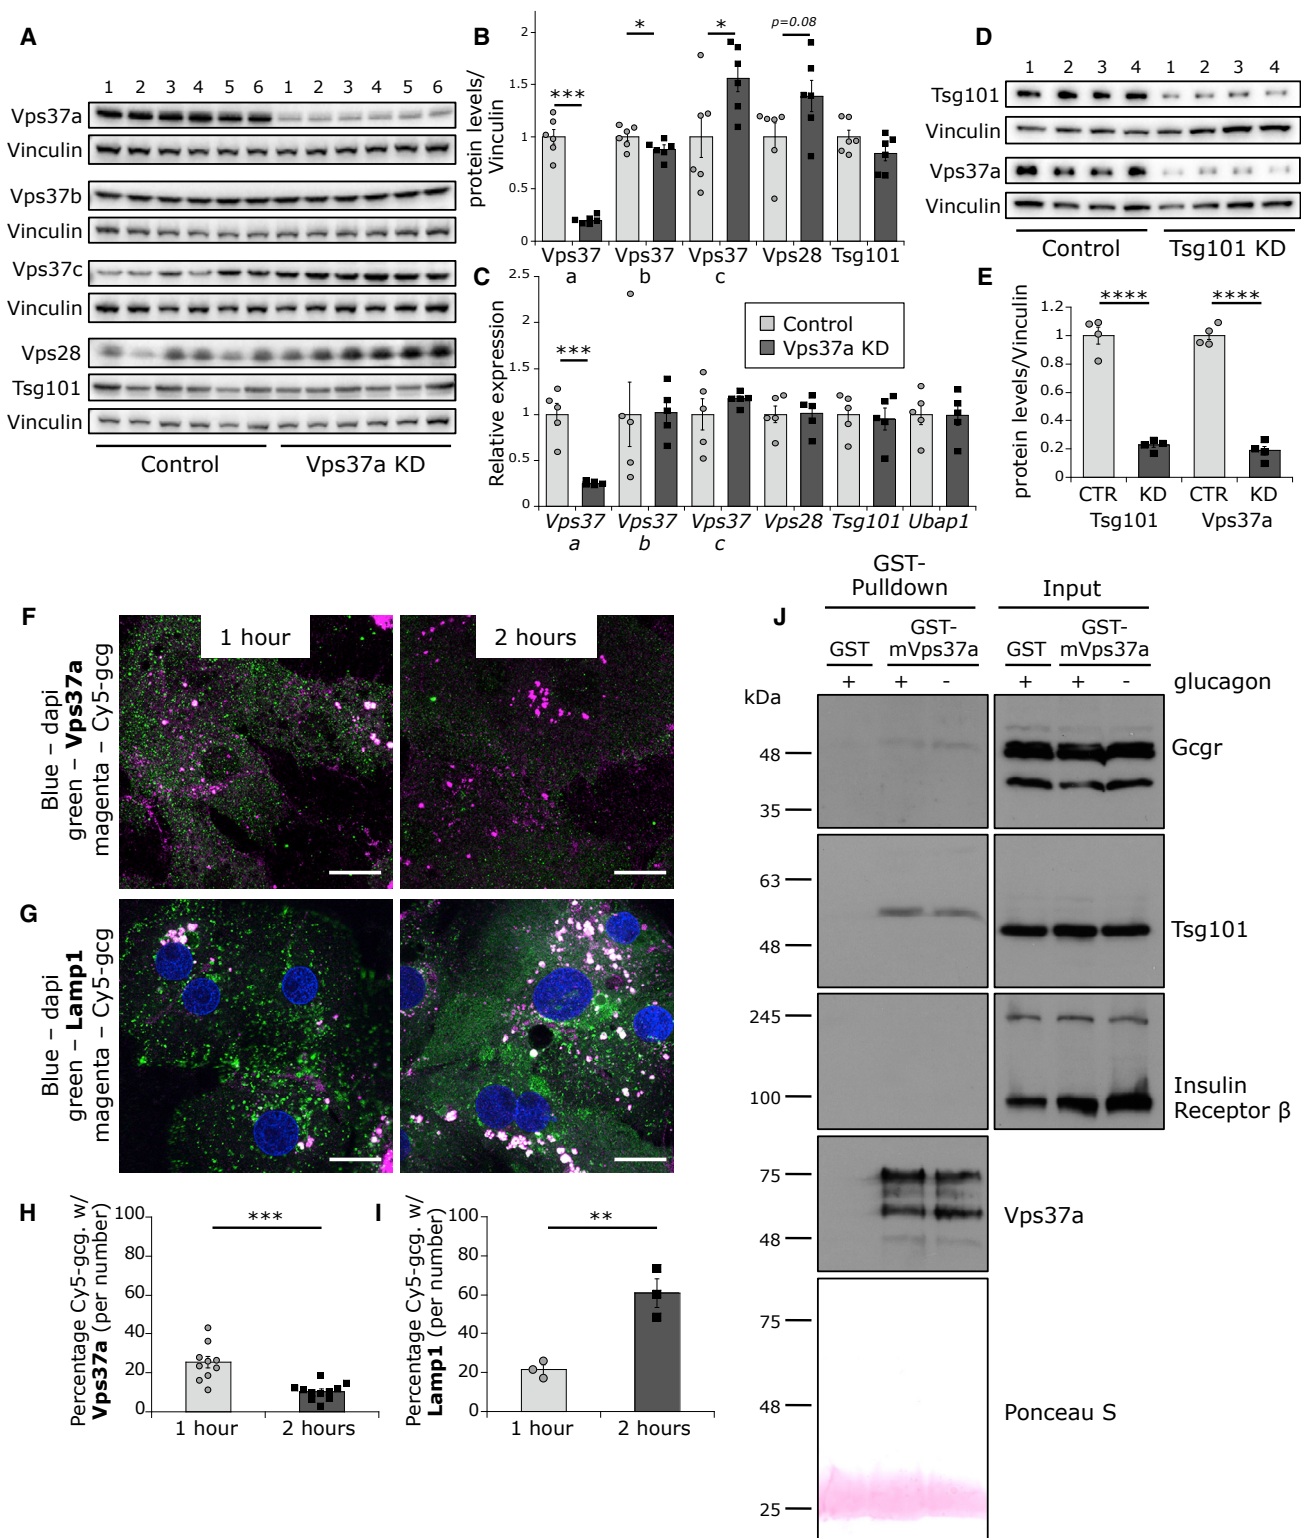 A
1 2 3 4 5 6 1 2 3 4 5 6
Vps37a
Vinculin
Vps37b
Vinculin
Vps37c
Vinculin
Vps28
Tsg101
Vinculin
Control Vps37a KD
B
protein levels/
Vinculin
2
1.5
1
0.5
0
***
*
*
p=0.08
Vps37
a
Vps37
b
Vps37
c
Vps28
Tsg101
C
Relative expression
2.5
2
1.5
1
0.5
0
***
Control
Vps37a KD
Vps37
a
Vps37
b
Vps37
c
Vps28
Tsg101
Ubap1
D
1 2 3 4 1 2 3 4
Tsg101
Vinculin
Vps37a
Vinculin
Control Tsg101 KD
E
protein levels/Vinculin
1.2
1
0.8
0.6
0.4
0.2
0
**** ****
CTR KD CTR KD
Tsg101 Vps37a
F
Blue – dapi
green – Vps37a
magenta – Cy5-gcg
1 hour 2 hours
G
Blue – dapi
green – Lamp1
magenta – Cy5-gcg
H
Percentage Cy5-gcg. w/
Vps37a (per number)
100
80
60
40
20
0
***
1 hour 2 hours
I
Percentage Cy5-gcg. w/
Lamp1 (per number)
100
80
60
40
20
0
**
1 hour 2 hours
J
GST-
Pulldown
Input
GST
GST-
mVps37a
GST
GST-
mVps37a
kDa
+ + - + + - glucagon
48
35
Gcgr
63
48
Tsg101
245
100
Insulin
Receptor β
75
48
Vps37a
75
48
25
Ponceau S